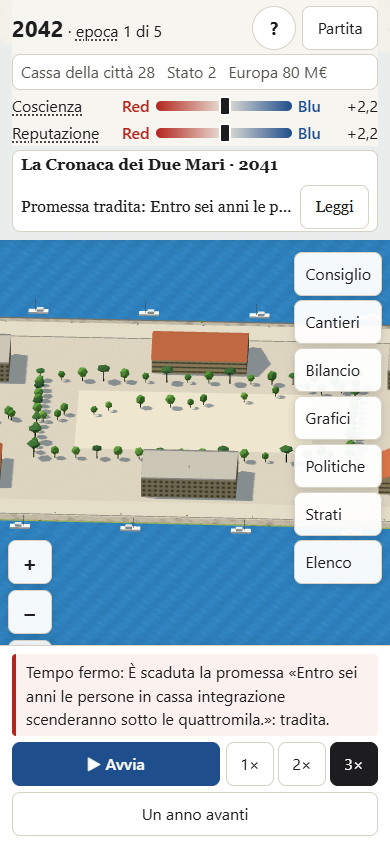 2042 · epoca 1 di 5
?
Partita
Cassa della città 28 Stato 2 Europa 80 M€
Coscienza Red Blu +2,2
Reputazione Red Blu +2,2
La Cronaca dei Due Mari · 2041
Promessa tradita: Entro sei anni le p...
Leggi
Consiglio
Cantieri
Bilancio
Grafici
Politiche
Strati
Elenco
+
−
Tempo fermo: È scaduta la promessa «Entro sei
anni le persone in cassa integrazione
scenderanno sotto le quattromila.»: tradita.
▶ Avvia
1×
2×
3×
Un anno avanti